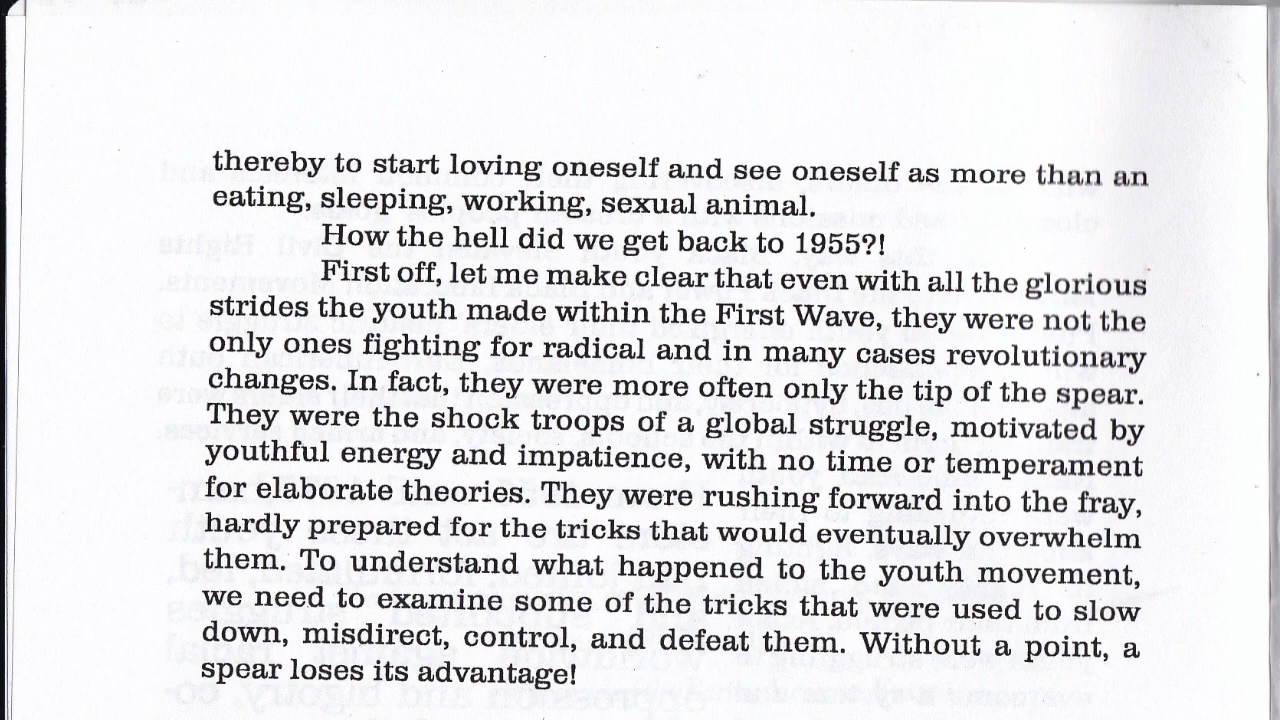 thereby to start loving oneself and see oneself as more than an
eating, sleeping, working, sexual animal.
How the hell did we get back to 1955?!
First off, let me make clear that even with all the glorious
strides the youth made within the First Wave, they were not the
only ones fighting for radical and in many cases revolutionary
changes. In fact, they were more often only the tip of the spear.
They were the shock troops of a global struggle, motivated by
youthful energy and impatience, with no time or temperament
for elaborate theories. They were rushing forward into the fray,
hardly prepared for the tricks that would eventually overwhelm
them. To understand what happened to the youth movement,
we need to examine some of the tricks that were used to slow
down, misdirect, control, and defeat them. Without a point, a
spear loses its advantage!